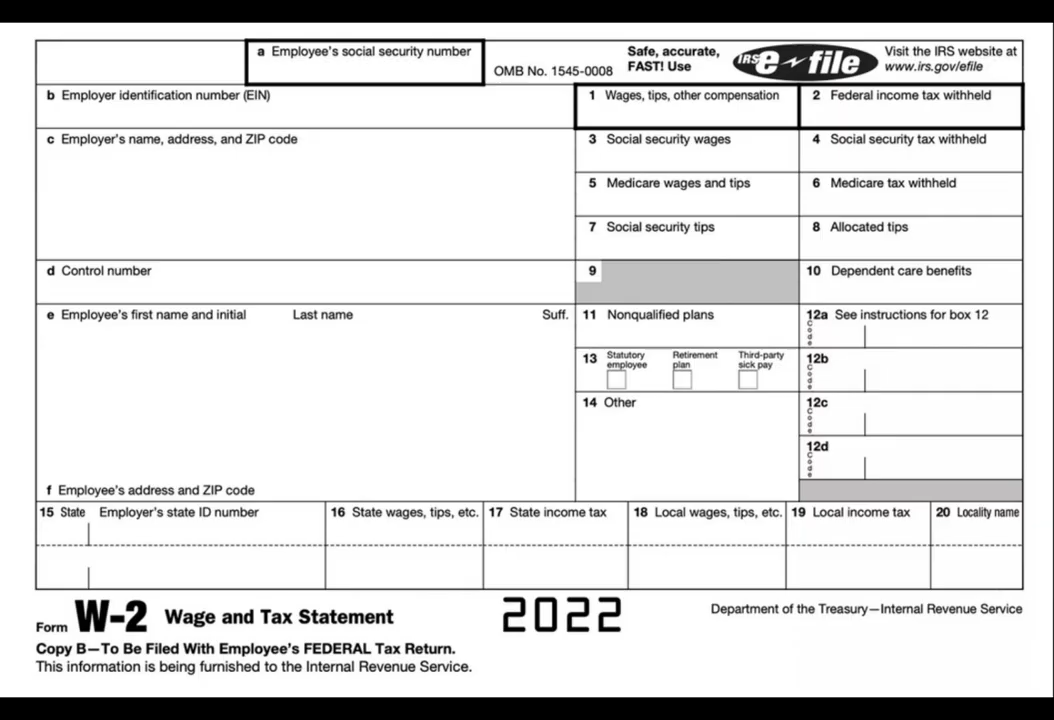 a Employee's social security number
OMB No. 1545-0008
Safe, accurate,
FAST! Use
IRS e-file
Visit the IRS website at
www.irs.gov/efile
b Employer identification number (EIN)
1 Wages, tips, other compensation
2 Federal income tax withheld
c Employer's name, address, and ZIP code
3 Social security wages
4 Social security tax withheld
5 Medicare wages and tips
6 Medicare tax withheld
7 Social security tips
8 Allocated tips
d Control number
9
10 Dependent care benefits
e Employee's first name and initial
Last name
Suff.
11 Nonqualified plans
12a See instructions for box 12
Code
13 Statutory employee
Retirement plan
Third-party sick pay
12b
Code
14 Other
12c
Code
12d
Code
f Employee's address and ZIP code
15 State Employer's state ID number
16 State wages, tips, etc.
17 State income tax
18 Local wages, tips, etc.
19 Local income tax
20 Locality name
Form W-2 Wage and Tax Statement
2022
Department of the Treasury—Internal Revenue Service
Copy B—To Be Filed With Employee's FEDERAL Tax Return.
This information is being furnished to the Internal Revenue Service.